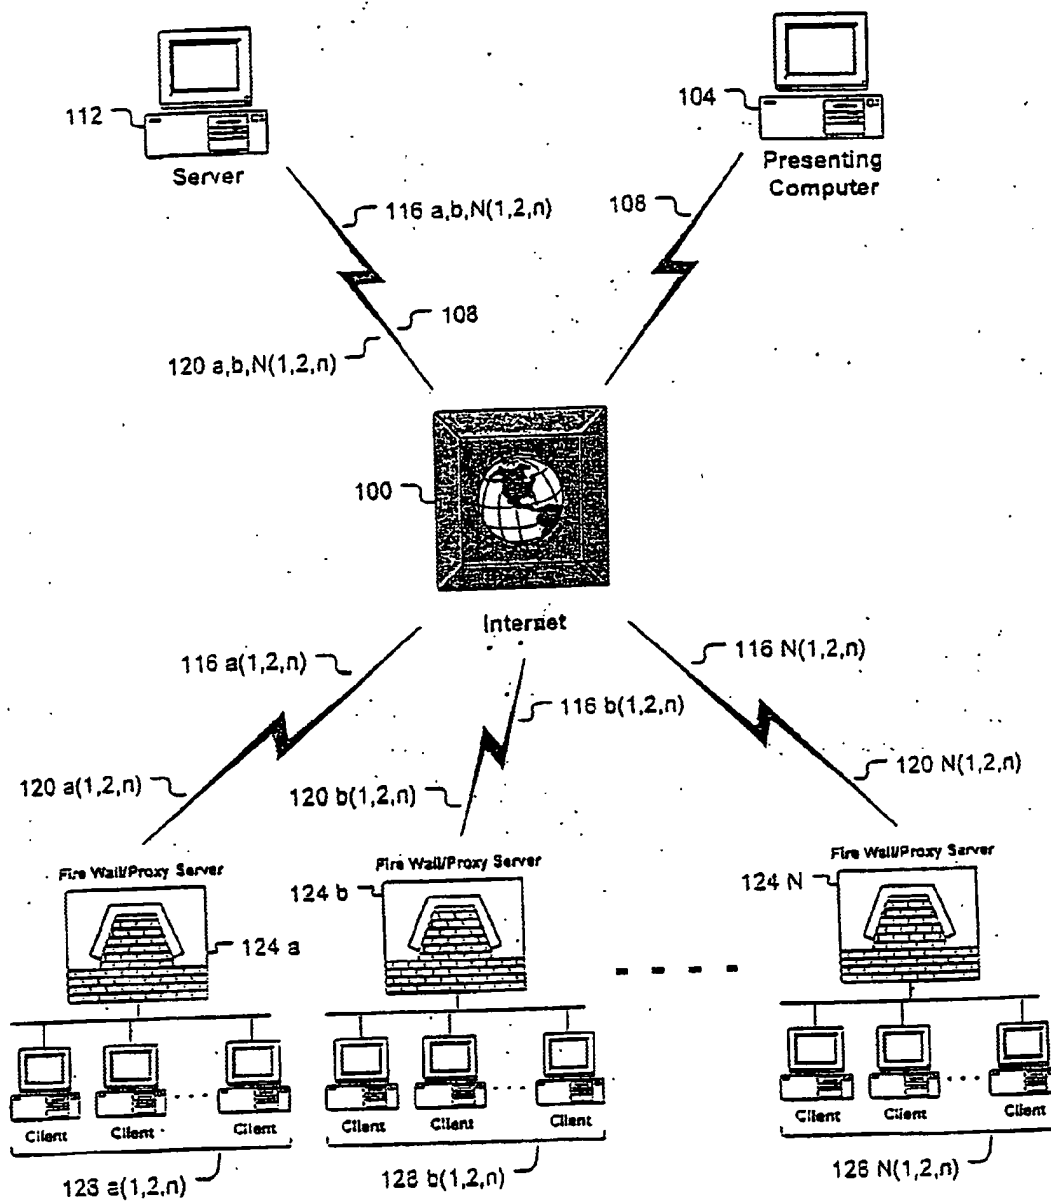 112
Server
104
Presenting
Computer
116 a,b,N(1,2,n)
108
108
120 a,b,N(1,2,n)
100
Internet
116 a(1,2,n)
116 N(1,2,n)
116 b(1,2,n)
120 a(1,2,n)
120 b(1,2,n)
120 N(1,2,n)
Fire Wall/Proxy Server
Fire Wall/Proxy Server
Fire Wall/Proxy Server
124 a
124 b
124 N
Client Client Client
Client Client Client
Client Client Client
128 a(1,2,n)
128 b(1,2,n)
128 N(1,2,n)